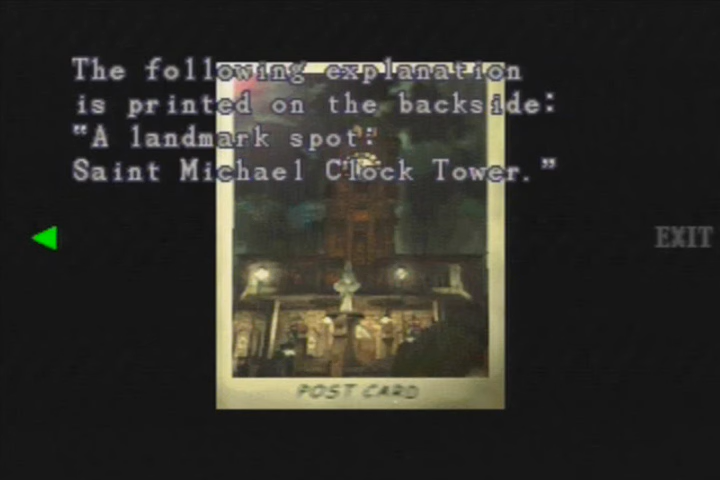 The following explanation
is printed on the backside:
"A landmark spot:
Saint Michael Clock Tower."
EXIT
POST CARD